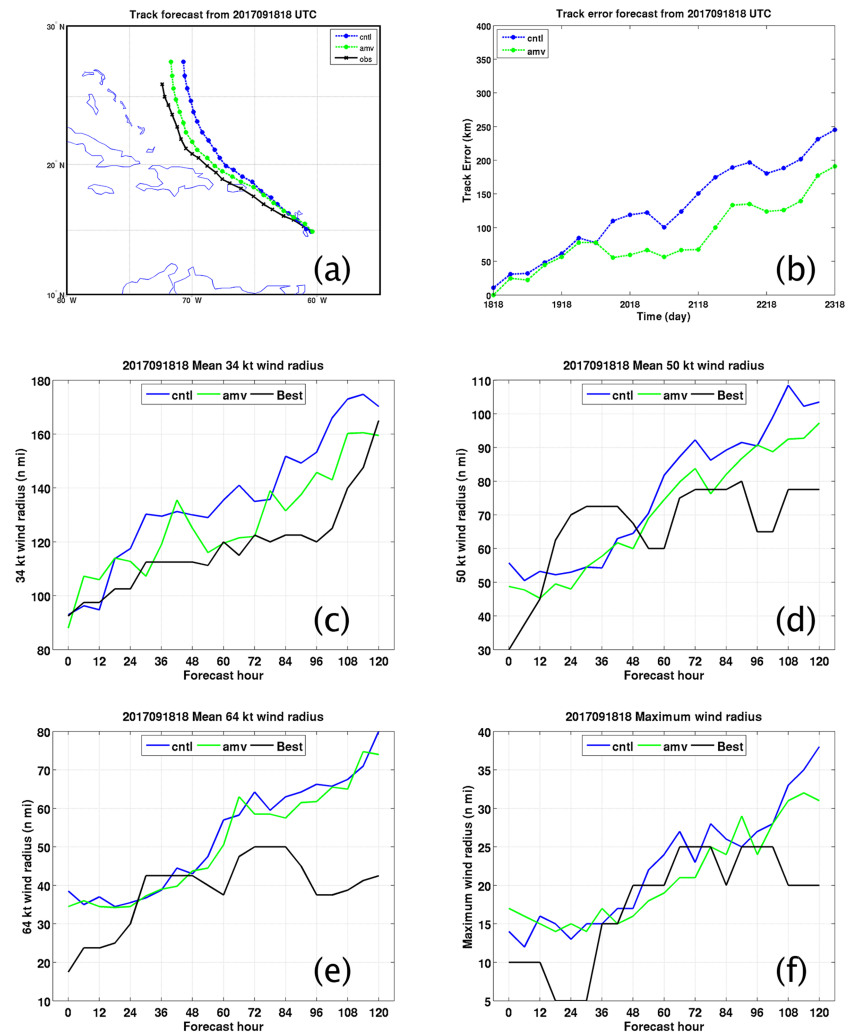 Track forecast from 2017091818 UTC
30° N
20° N
10° N
80° W
70° W
60° W
cntl
amv
obs
(a)
Track error forecast from 2017091818 UTC
Track Error (km)
400
350
300
250
200
150
100
50
0
1818
1918
2018
2118
2218
2318
Time (day)
cntl
amv
(b)
2017091818 Mean 34 kt wind radius
34 kt wind radius (n mi)
180
160
140
120
100
80
0 12 24 36 48 60 72 84 96 108 120
Forecast hour
cntl amv Best
(c)
2017091818 Mean 50 kt wind radius
50 kt wind radius (n mi)
110
100
90
80
70
60
50
40
30
0 12 24 36 48 60 72 84 96 108 120
Forecast hour
cntl amv Best
(d)
2017091818 Mean 64 kt wind radius
64 kt wind radius (n mi)
80
70
60
50
40
30
20
10
0 12 24 36 48 60 72 84 96 108 120
Forecast hour
cntl amv Best
(e)
2017091818 Maximum wind radius
Maximum wind radius (n mi)
40
35
30
25
20
15
10
5
0 12 24 36 48 60 72 84 96 108 120
Forecast hour
cntl amv Best
(f)